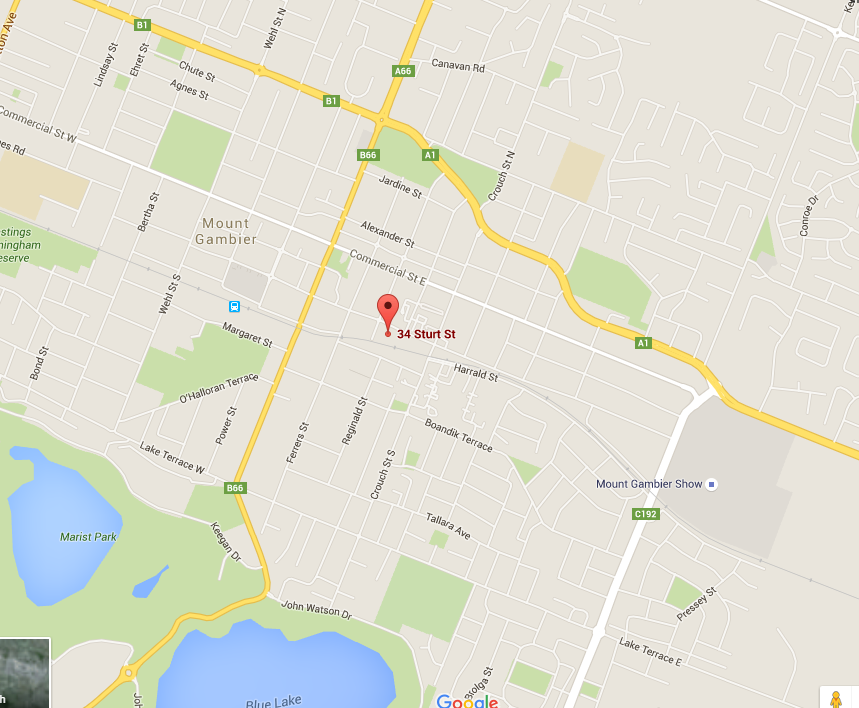 B1
Wehl St N
Lindsay St
Ehret St
Chute St
Agnes St
A66
Canavan Rd
B1
Commercial St W
B66
A1
Jardine St
Crouch St N
Conroe Dr
Bertha St
Mount
Gambier
Alexander St
Commercial St E
Wehl St S
Margaret St
34 Sturt St
A1
Bond St
O'Halloran Terrace
Harrald St
Power St
Reginald St
Ferrers St
Boandik Terrace
Lake Terrace W
Crouch St S
B66
Mount Gambier Show
C192
Marist Park
Keegan Dr
Tallara Ave
John Watson Dr
Pressey St
Lake Terrace E
Blue Lake
Google